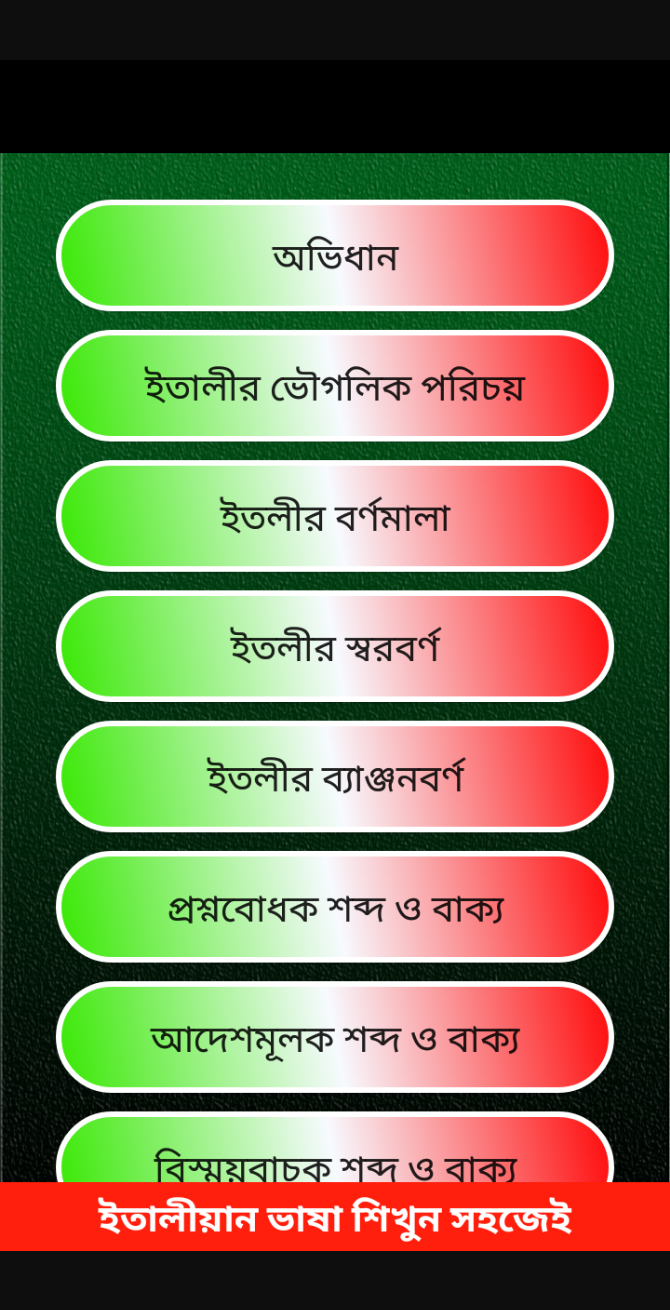 অভিধান
ইতালীর ভৌগলিক পরিচয়
ইতলীর বর্ণমালা
ইতলীর স্বরবর্ণ
ইতলীর ব্যাঞ্জনবর্ণ
প্রশ্নবোধক শব্দ ও বাক্য
আদেশমূলক শব্দ ও বাক্য
বিস্ময়বাচক শব্দ ও বাক্য
ইতালীয়ান ভাষা শিখুন সহজেই